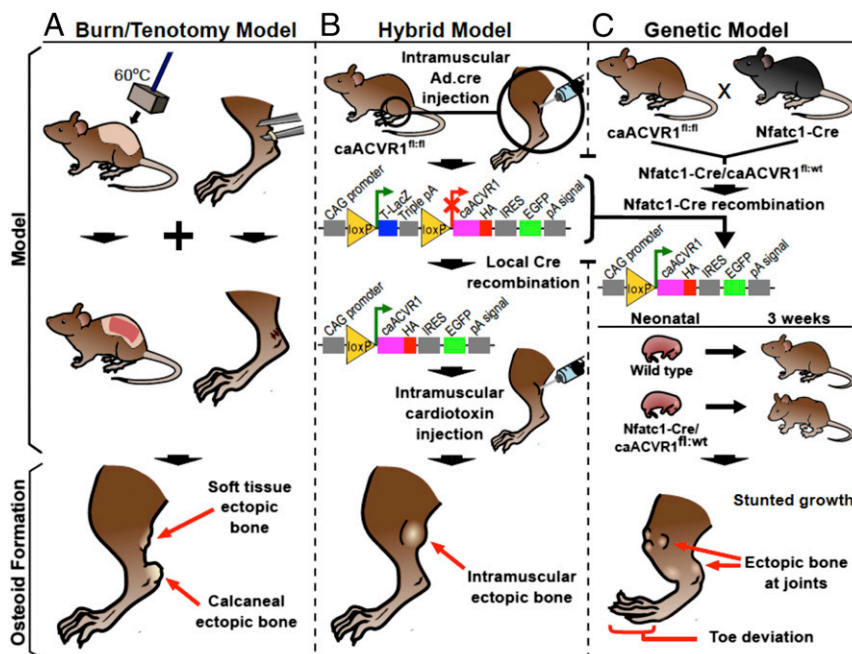 A Burn/Tenotomy Model
60°C
B Hybrid Model
Intramuscular
Ad.cre
injection
caACVR1fl:fl
CAG promoter
loxP
T-LacZ
Triple pA
loxP
caACVR1
HA
IRES
EGFP
pA signal
Local Cre
recombination
CAG promoter
loxP
caACVR1
HA
IRES
EGFP
pA signal
Intramuscular
cardiotoxin
injection
C Genetic Model
X
caACVR1fl:fl
Nfatc1-Cre
Nfatc1-Cre/caACVR1fl:wt
Nfatc1-Cre recombination
CAG promoter
loxP
caACVR1
HA
IRES
EGFP
pA signal
Neonatal 3 weeks
Wild type
Nfatc1-Cre/
caACVR1fl:wt
Model
Osteoid Formation
Soft tissue
ectopic
bone
Calcaneal
ectopic bone
Intramuscular
ectopic bone
Stunted growth
Ectopic bone
at joints
Toe deviation